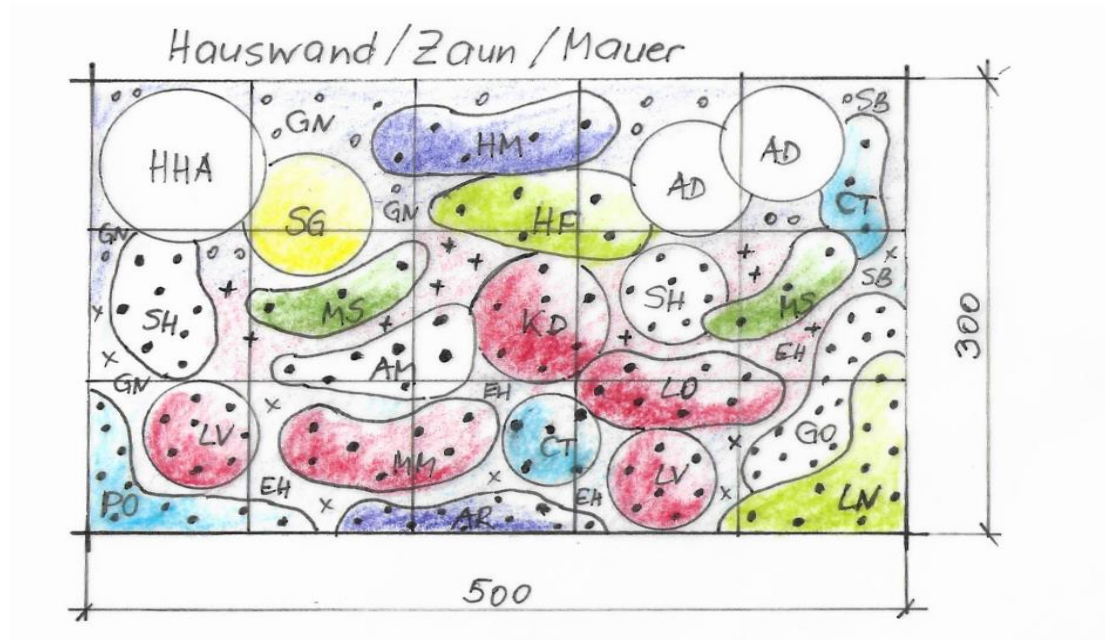 Hauswand/Zaun/Mauer
SB
GN
HM
HHA
AD
AD
SG
GN
HF
CT
GN
SB
SH
MS
KD
SH
MS
EH
AM
GN
EH
LO
LV
MM
CT
LV
GO
EH
EH
PO
AR
LN
300
500